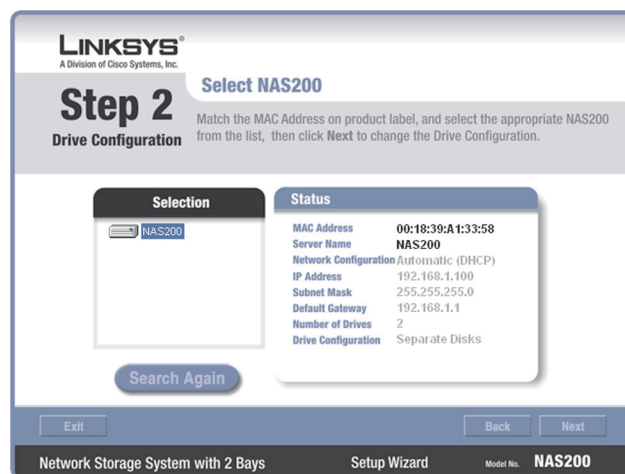 LINKSYS®
A Division of Cisco Systems, Inc.
Step 2
Drive Configuration
Select NAS200
Match the MAC Address on product label, and select the appropriate NAS200
from the list, then click Next to change the Drive Configuration.
Selection
NAS200
Status
MAC Address 00:18:39:A1:33:58
Server Name NAS200
Network Configuration Automatic (DHCP)
IP Address 192.168.1.100
Subnet Mask 255.255.255.0
Default Gateway 192.168.1.1
Number of Drives 2
Drive Configuration Separate Disks
Search Again
Exit
Back
Next
Network Storage System with 2 Bays Setup Wizard Model No. NAS200